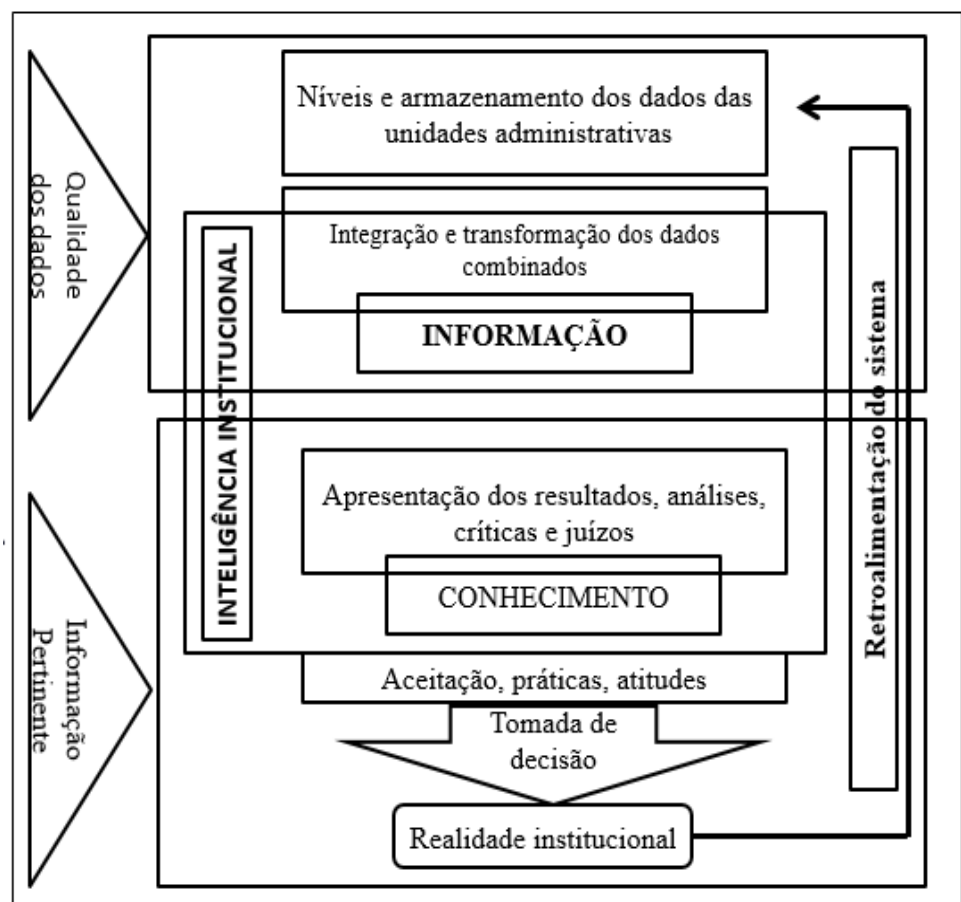 Níveis e armazenamento dos dados das
unidades administrativas
Qualidade
dos dados
Integração e transformação dos dados
combinados
INFORMAÇÃO
INTELIGÊNCIA INSTITUCIONAL
Retroalimentação do sistema
Apresentação dos resultados, análises,
críticas e juízos
CONHECIMENTO
Informação
Pertinente
Aceitação, práticas, atitudes
Tomada de
decisão
Realidade institucional